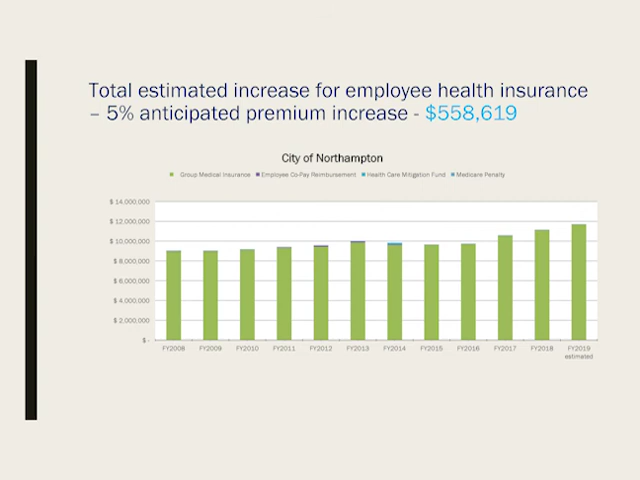 Total estimated increase for employee health insurance
– 5% anticipated premium increase - $558,619
City of Northampton
Group Medical Insurance Employee Co-Pay Reimbursement Health Care Mitigation Fund Medicare Penalty
$ 14,000,000
$ 12,000,000
$ 10,000,000
$ 8,000,000
$ 6,000,000
$ 4,000,000
$ 2,000,000
$ -
FY2008 FY2009 FY2010 FY2011 FY2012 FY2013 FY2014 FY2015 FY2016 FY2017 FY2018 FY2019
estimated